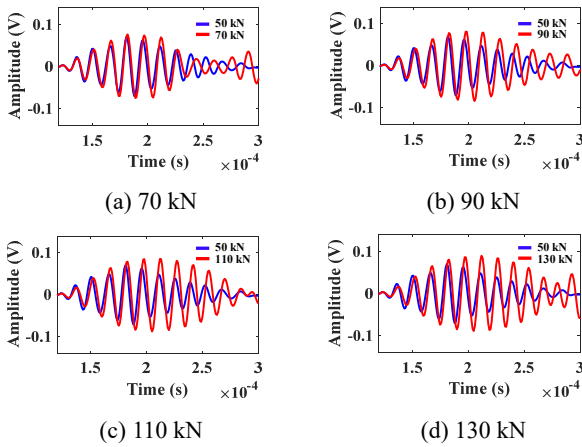 0.1
0
-0.1
Amplitude (V)
50 kN
70 kN
1.5 2 2.5 3
Time (s) ×10⁻⁴
(a) 70 kN
0.1
0
-0.1
Amplitude (V)
50 kN
90 kN
1.5 2 2.5 3
Time (s) ×10⁻⁴
(b) 90 kN
0.1
0
-0.1
Amplitude (V)
50 kN
110 kN
1.5 2 2.5 3
Time (s) ×10⁻⁴
(c) 110 kN
0.1
0
-0.1
Amplitude (V)
50 kN
130 kN
1.5 2 2.5 3
Time (s) ×10⁻⁴
(d) 130 kN